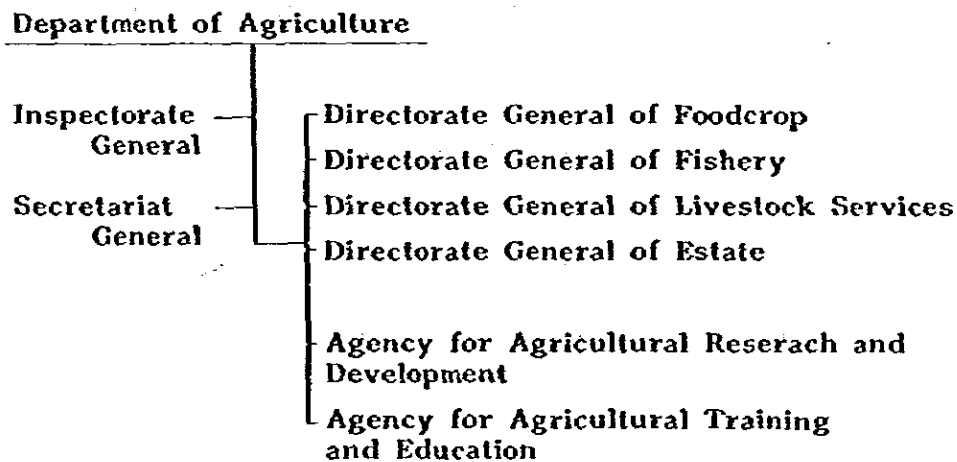 Department of Agriculture
Inspectorate
General
Secretariat
General
Directorate General of Foodcrop
Directorate General of Fishery
Directorate General of Livestock Services
Directorate General of Estate
Agency for Agricultural Reserach and
Development
Agency for Agricultural Training
and Education